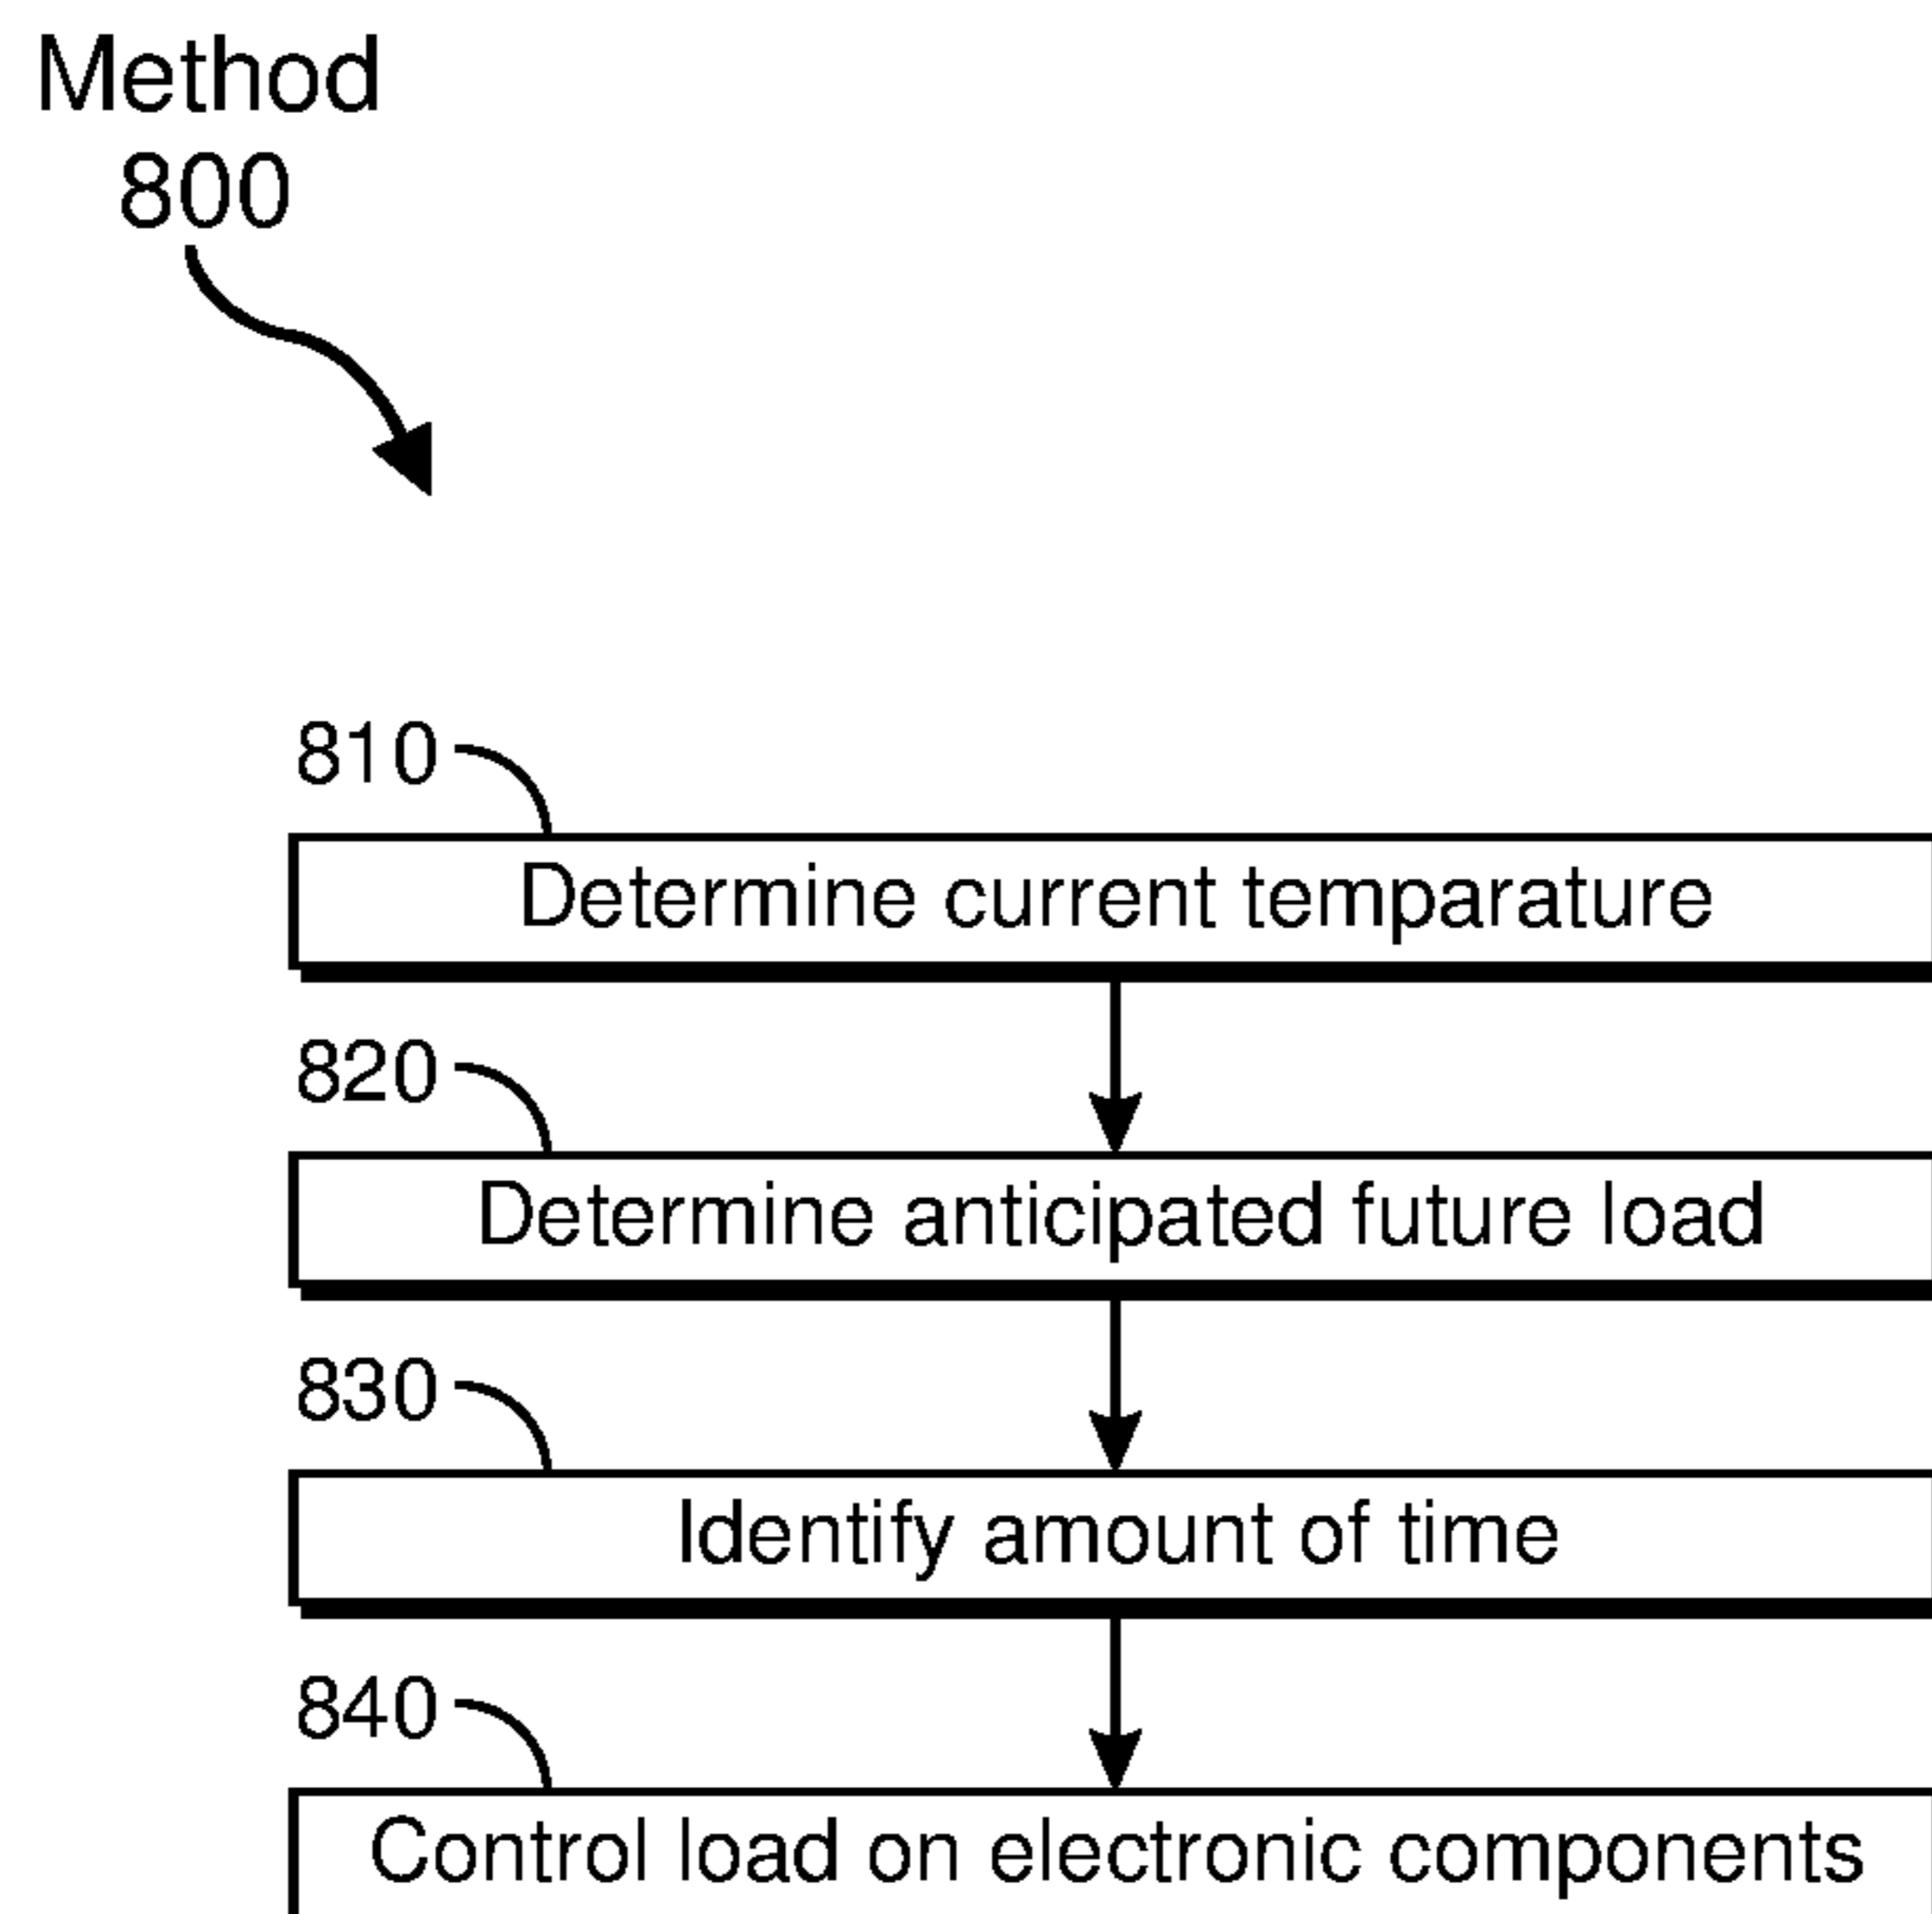 Method
800
810
Determine current temparature
820
Determine anticipated future load
830
Identify amount of time
840
Control load on electronic components